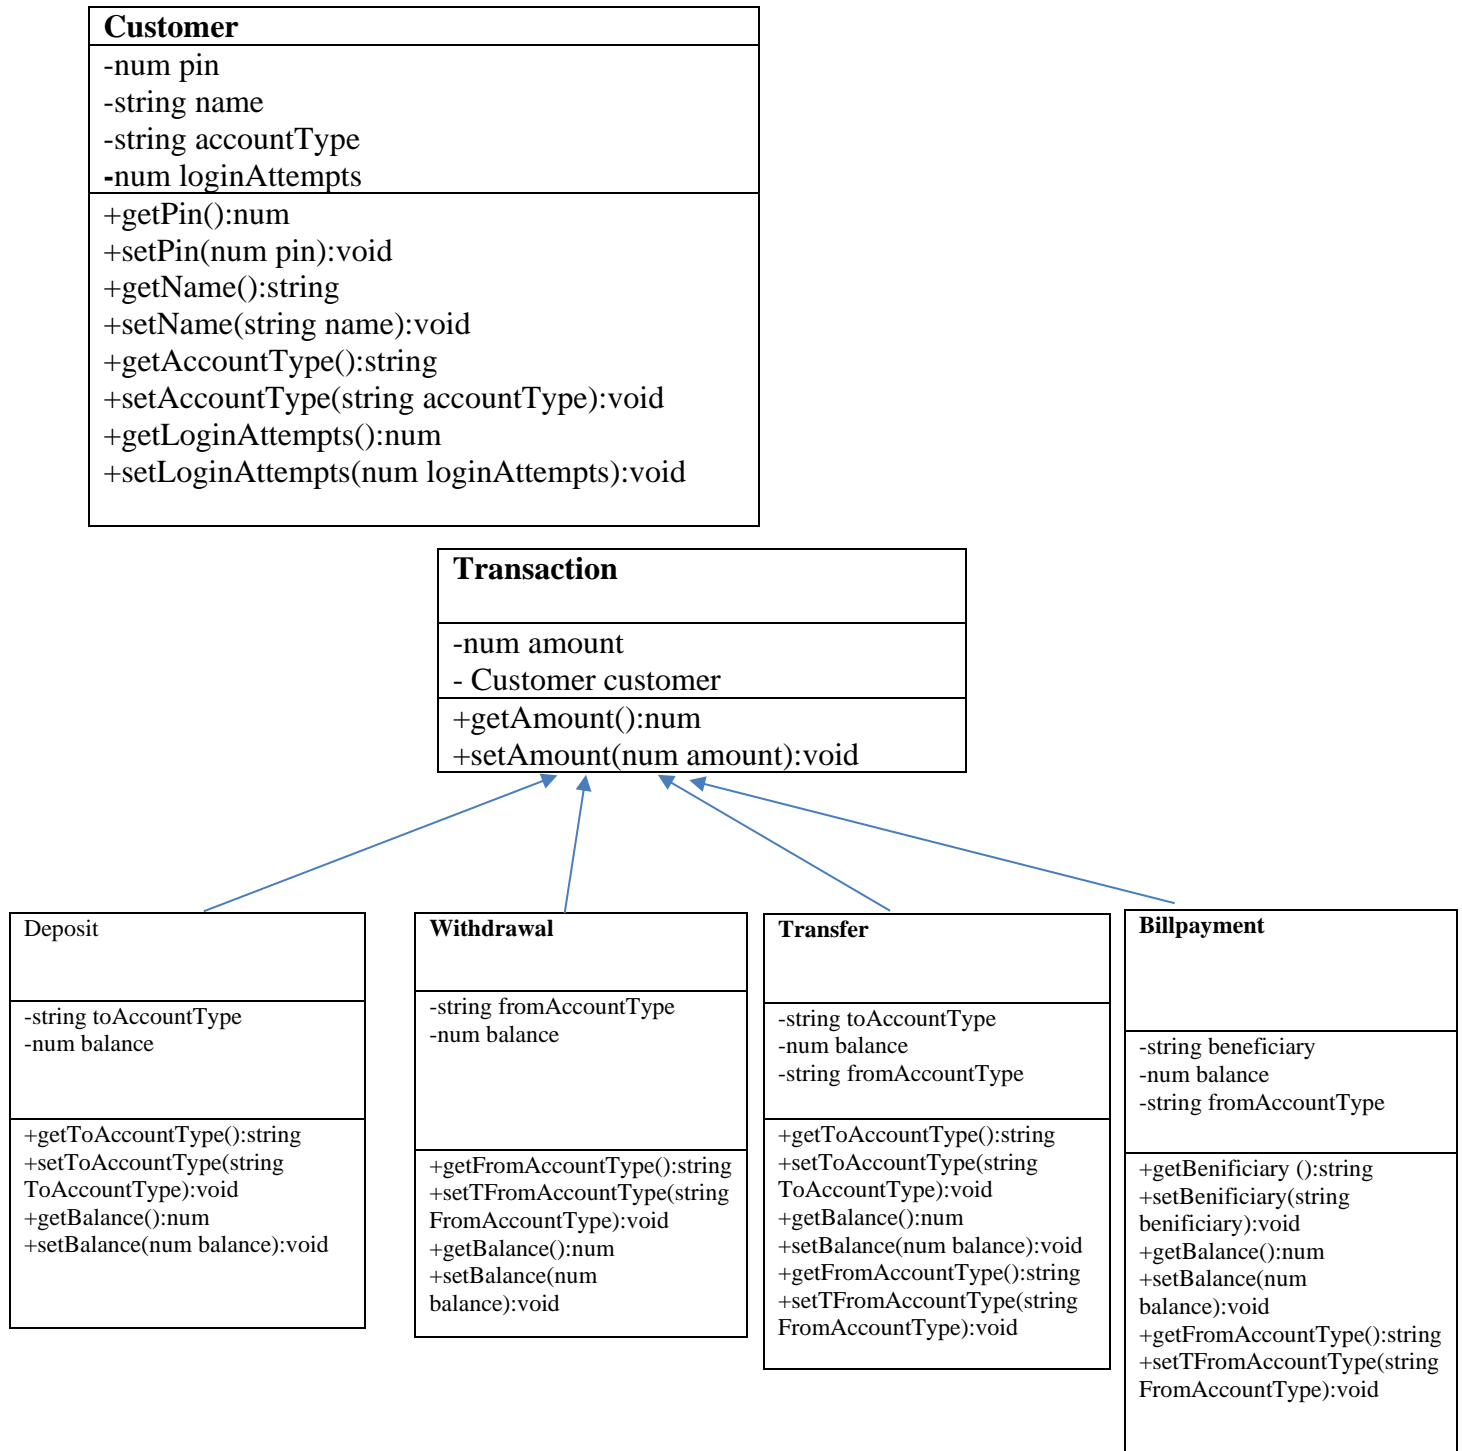 Customer
-num pin
-string name
-string accountType
-num loginAttempts
+getPin():num
+setPin(num pin):void
+getName():string
+setName(string name):void
+getAccountType():string
+setAccountType(string accountType):void
+getLoginAttempts():num
+setLoginAttempts(num loginAttempts):void
Transaction
-num amount
- Customer customer
+getAmount():num
+setAmount(num amount):void
Deposit
-string toAccountType
-num balance
+getToAccountType():string
+setToAccountType(string
ToAccountType):void
+getBalance():num
+setBalance(num balance):void
Withdrawal
-string fromAccountType
-num balance
+getFromAccountType():string
+setTFromAccountType(string
FromAccountType):void
+getBalance():num
+setBalance(num
balance):void
Transfer
-string toAccountType
-num balance
-string fromAccountType
+getToAccountType():string
+setToAccountType(string
ToAccountType):void
+getBalance():num
+setBalance(num balance):void
+getFromAccountType():string
+setTFromAccountType(string
FromAccountType):void
Billpayment
-string beneficiary
-num balance
-string fromAccountType
+getBenificiary ():string
+setBenificiary(string
benificiary):void
+getBalance():num
+setBalance(num
balance):void
+getFromAccountType():string
+setTFromAccountType(string
FromAccountType):void